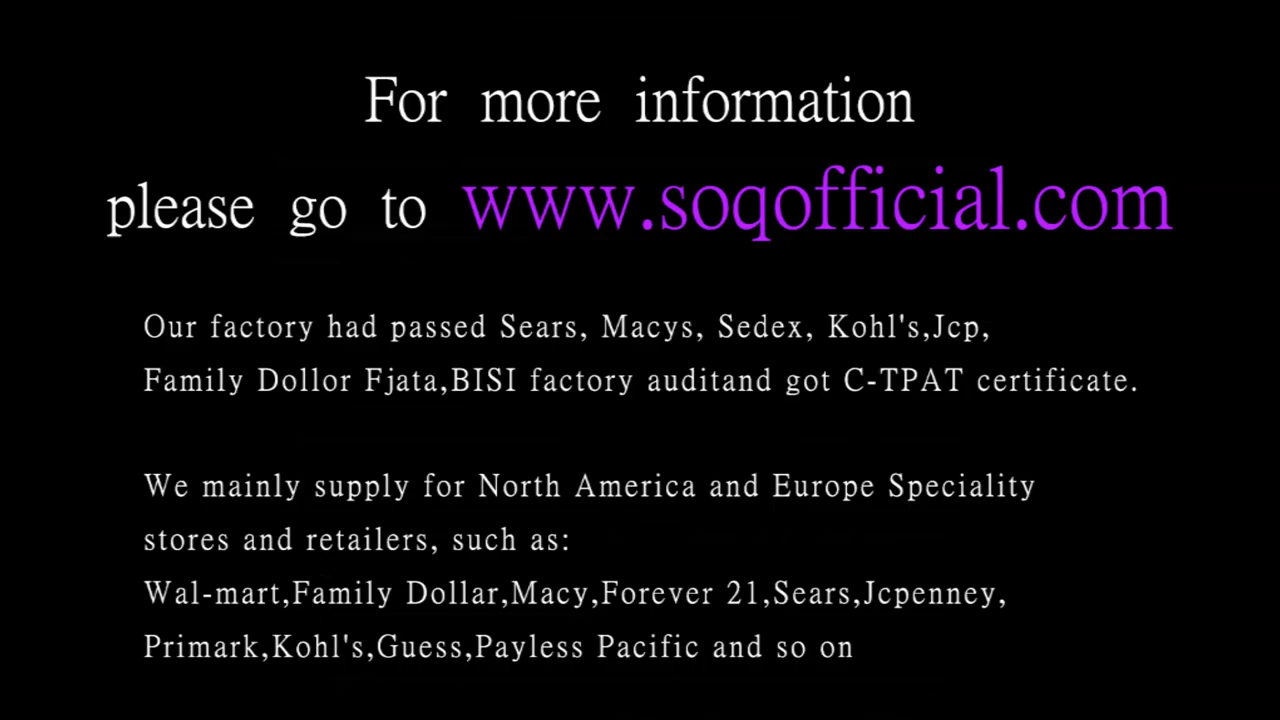 For more information
please go to www.soqofficial.com
Our factory had passed Sears, Macys, Sedex, Kohl's,Jcp,
Family Dollor Fjata,BISI factory auditand got C-TPAT certificate.
We mainly supply for North America and Europe Speciality
stores and retailers, such as:
Wal-mart,Family Dollar,Macy,Forever 21,Sears,Jcpenney,
Primark,Kohl's,Guess,Payless Pacific and so on